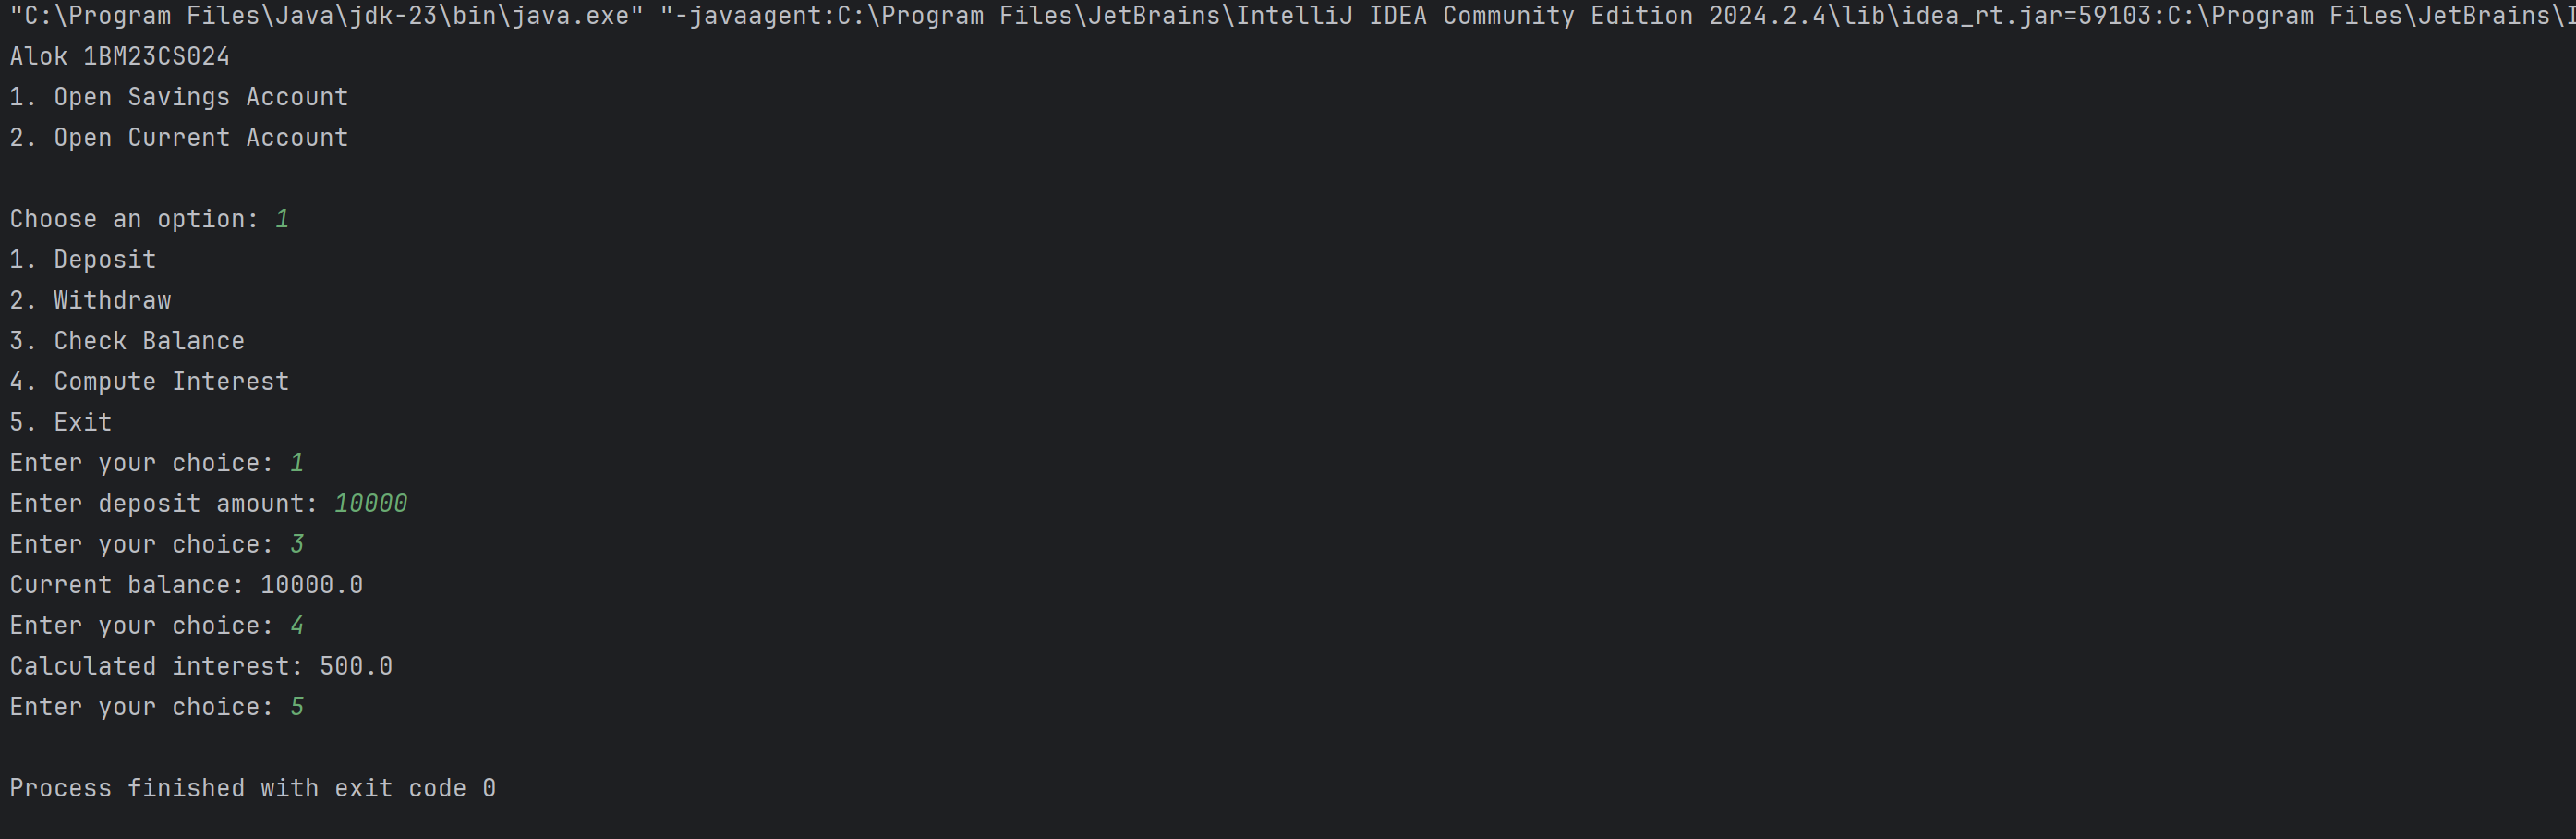 "C:\Program Files\Java\jdk-23\bin\java.exe" "-javaagent:C:\Program Files\JetBrains\IntelliJ IDEA Community Edition 2024.2.4\lib\idea_rt.jar=59103:C:\Program Files\JetBrains\I
Alok 1BM23CS024
1. Open Savings Account
2. Open Current Account
Choose an option: 1
1. Deposit
2. Withdraw
3. Check Balance
4. Compute Interest
5. Exit
Enter your choice: 1
Enter deposit amount: 10000
Enter your choice: 3
Current balance: 10000.0
Enter your choice: 4
Calculated interest: 500.0
Enter your choice: 5
Process finished with exit code 0